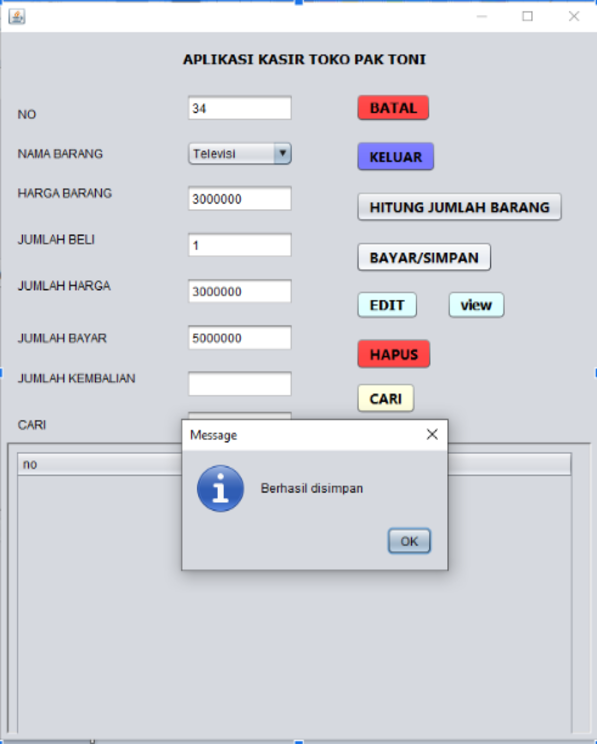 APLIKASI KASIR TOKO PAK TONI
NO 34 BATAL
NAMA BARANG Televisi KELUAR
HARGA BARANG 3000000 HITUNG JUMLAH BARANG
JUMLAH BELI 1 BAYAR/SIMPAN
JUMLAH HARGA 3000000 EDIT view
JUMLAH BAYAR 5000000 HAPUS
JUMLAH KEMBALIAN CARI
CARI
Message
no
Berhasil disimpan
OK